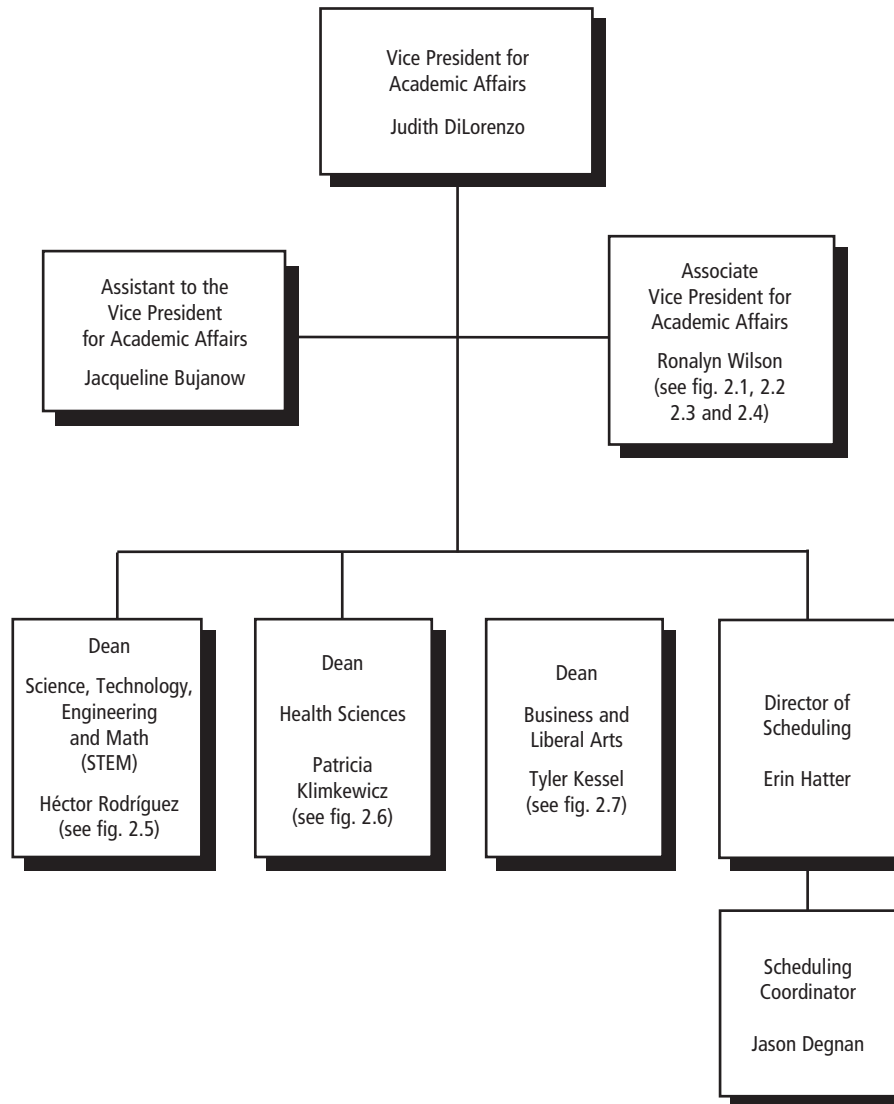 Vice President for
Academic Affairs
Judith DiLorenzo
Assistant to the
Vice President
for Academic Affairs
Jacqueline Bujanow
Associate
Vice President for
Academic Affairs
Ronalyn Wilson
(see fig. 2.1, 2.2
2.3 and 2.4)
Dean
Science, Technology,
Engineering
and Math
(STEM)
Héctor Rodríguez
(see fig. 2.5)
Dean
Health Sciences
Patricia
Klimkewicz
(see fig. 2.6)
Dean
Business and
Liberal Arts
Tyler Kessel
(see fig. 2.7)
Director of
Scheduling
Erin Hatter
Scheduling
Coordinator
Jason Degnan